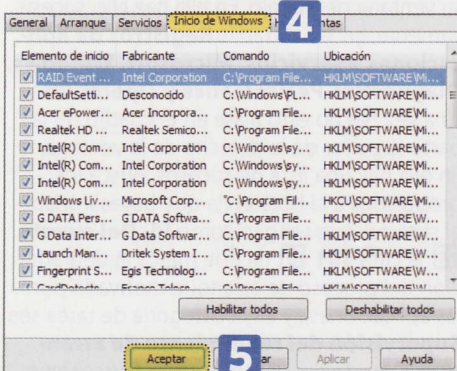 General Arranque Servicios Inicio de Windows 4 ntas
Elemento de inicio Fabricante Comando Ubicación
RAID Event ... Intel Corporation C:\Program File... HKLM\SOFTWARE\Mi...
DefaultSetti... Desconocido C:\Windows\PL... HKLM\SOFTWARE\Mi...
Acer ePower... Acer Incorpora... C:\Program File... HKLM\SOFTWARE\Mi...
Realtek HD ... Realtek Semico... C:\Program File... HKLM\SOFTWARE\Mi...
Intel(R) Com... Intel Corporation C:\Windows\sy... HKLM\SOFTWARE\Mi...
Intel(R) Com... Intel Corporation C:\Windows\sy... HKLM\SOFTWARE\Mi...
Intel(R) Com... Intel Corporation C:\Windows\sy... HKLM\SOFTWARE\Mi...
Windows Liv... Microsoft Corp... "C:\Program Fil... HKCU\SOFTWARE\Mi...
G DATA Pers... G DATA Softwa... C:\Program File... HKLM\SOFTWARE\W...
G Data Inter... G Data Softwar... C:\Program File... HKLM\SOFTWARE\W...
Launch Man... Dritek System I... C:\Program File... HKLM\SOFTWARE\W...
Fingerprint S... Egis Technolog... C:\Program File... HKLM\SOFTWARE\W...
Habilitar todos Deshabilitar todos
Aceptar 5 ar Aplicar Ayuda